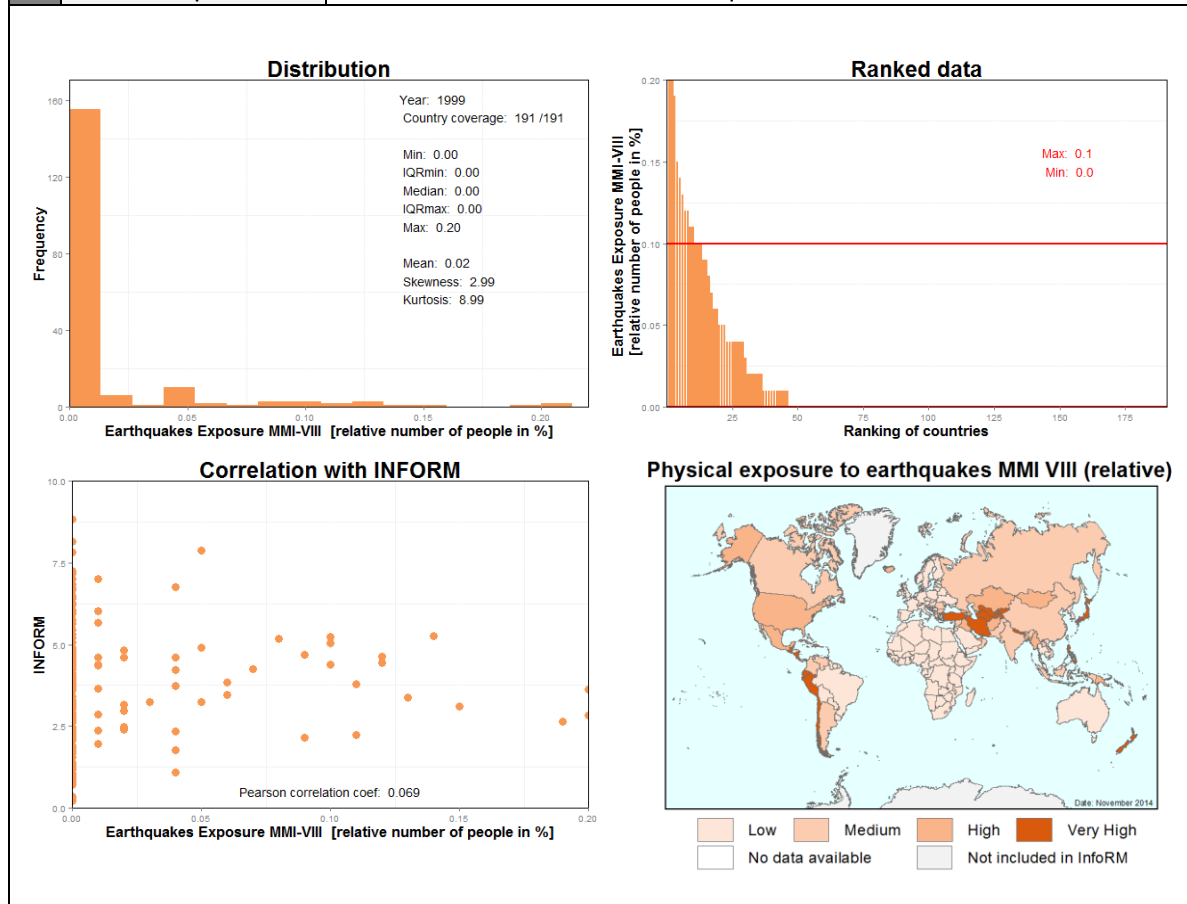 Distribution
160
120
80
40
0
Frequency
Year: 1999
Country coverage: 191 /191
Min: 0.00
IQRmin: 0.00
Median: 0.00
IQRmax: 0.00
Max: 0.20
Mean: 0.02
Skewness: 2.99
Kurtosis: 8.99
0.00 0.05 0.10 0.15 0.20
Earthquakes Exposure MMI-VIII [relative number of people in %]
Ranked data
0.20
0.15
0.10
0.05
0.00
Earthquakes Exposure MMI-VIII
[relative number of people in %]
Max: 0.1
Min: 0.0
25 50 75 100 125 150 175
Ranking of countries
Correlation with INFORM
10.0
7.5
5.0
2.5
0.0
INFORM
Pearson correlation coef: 0.069
0.00 0.05 0.10 0.15 0.20
Earthquakes Exposure MMI-VIII [relative number of people in %]
Physical exposure to earthquakes MMI VIII (relative)
Date: November 2014
Low Medium High Very High
No data available Not included in InfoRM